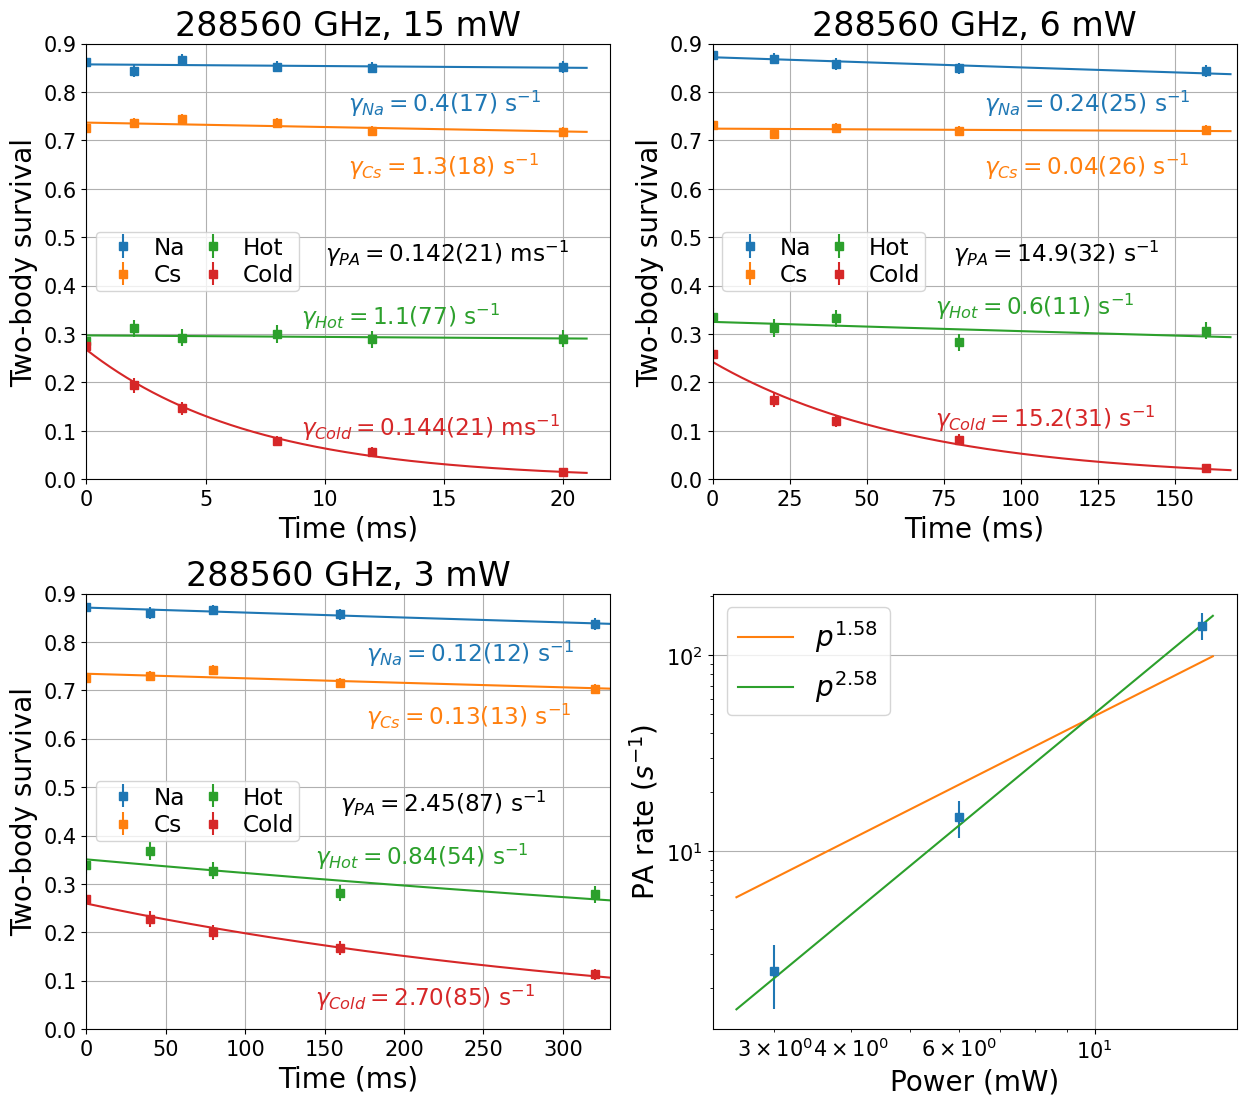 288560 GHz, 15 mW
Two-body survival
0.9
0.8
0.7
0.6
0.5
0.4
0.3
0.2
0.1
0.0
γNa = 0.4(17) s⁻¹
γCs = 1.3(18) s⁻¹
Na
Hot
Cs
Cold
γPA = 0.142(21) ms⁻¹
γHot = 1.1(77) s⁻¹
γCold = 0.144(21) ms⁻¹
0 5 10 15 20
Time (ms)
288560 GHz, 6 mW
Two-body survival
0.9
0.8
0.7
0.6
0.5
0.4
0.3
0.2
0.1
0.0
γNa = 0.24(25) s⁻¹
γCs = 0.04(26) s⁻¹
Na
Hot
Cs
Cold
γPA = 14.9(32) s⁻¹
γHot = 0.6(11) s⁻¹
γCold = 15.2(31) s⁻¹
0 25 50 75 100 125 150
Time (ms)
288560 GHz, 3 mW
Two-body survival
0.9
0.8
0.7
0.6
0.5
0.4
0.3
0.2
0.1
0.0
γNa = 0.12(12) s⁻¹
γCs = 0.13(13) s⁻¹
Na
Hot
Cs
Cold
γPA = 2.45(87) s⁻¹
γHot = 0.84(54) s⁻¹
γCold = 2.70(85) s⁻¹
0 50 100 150 200 250 300
Time (ms)
PA rate (s⁻¹)
10²
10¹
p¹·⁵⁸
p²·⁵⁸
3 × 10⁰ 4 × 10⁰ 6 × 10⁰ 10¹
Power (mW)